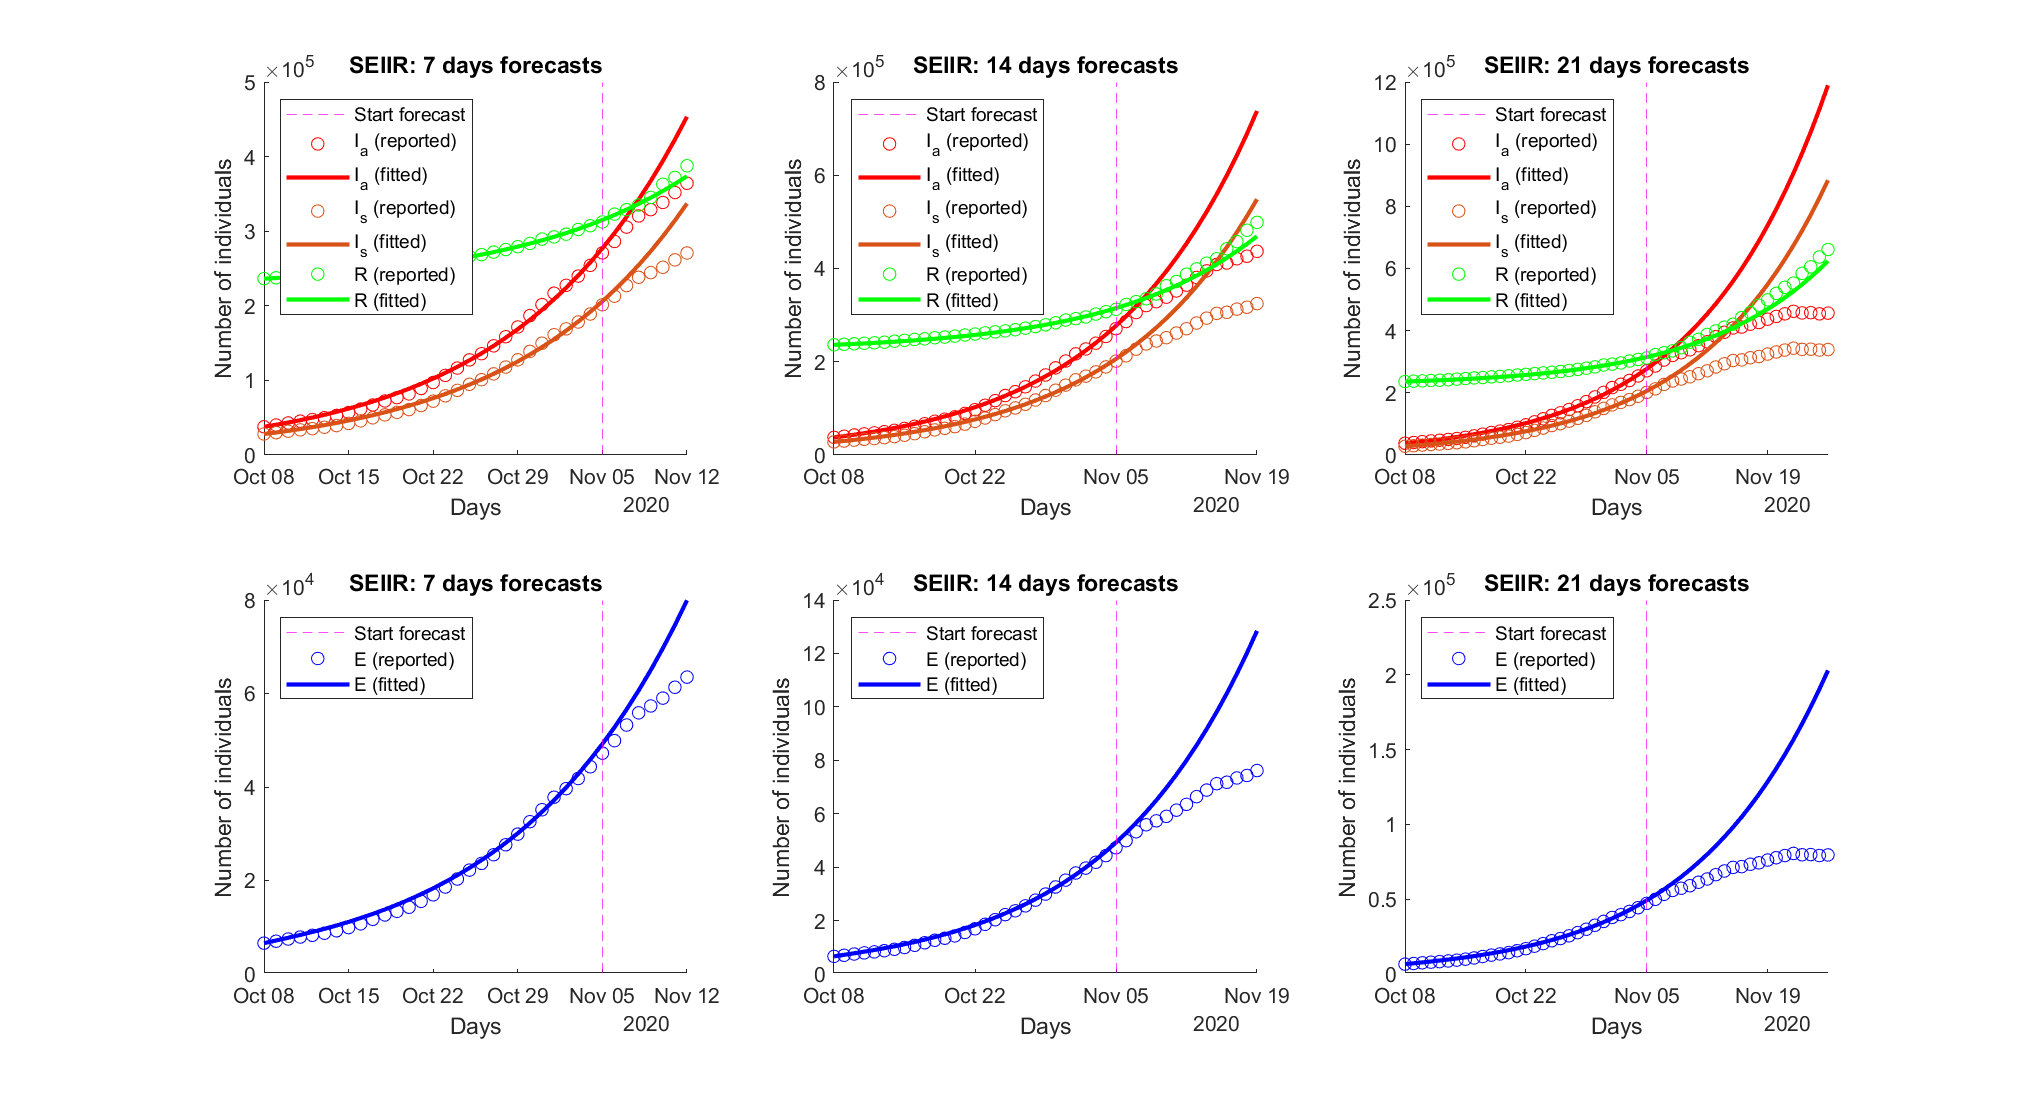 SEIIR: 7 days forecasts
×10^5
5
4
3
2
1
0
Number of individuals
Start forecast
I_a (reported)
I_a (fitted)
I_s (reported)
I_s (fitted)
R (reported)
R (fitted)
Oct 08 Oct 15 Oct 22 Oct 29 Nov 05 Nov 12
Days
2020
SEIIR: 14 days forecasts
×10^5
8
6
4
2
0
Number of individuals
Start forecast
I_a (reported)
I_a (fitted)
I_s (reported)
I_s (fitted)
R (reported)
R (fitted)
Oct 08 Oct 22 Nov 05 Nov 19
Days
2020
SEIIR: 21 days forecasts
×10^5
12
10
8
6
4
2
0
Number of individuals
Start forecast
I_a (reported)
I_a (fitted)
I_s (reported)
I_s (fitted)
R (reported)
R (fitted)
Oct 08 Oct 22 Nov 05 Nov 19
Days
2020
SEIIR: 7 days forecasts
×10^4
8
6
4
2
0
Number of individuals
Start forecast
E (reported)
E (fitted)
Oct 08 Oct 15 Oct 22 Oct 29 Nov 05 Nov 12
Days
2020
SEIIR: 14 days forecasts
×10^4
14
12
10
8
6
4
2
0
Number of individuals
Start forecast
E (reported)
E (fitted)
Oct 08 Oct 22 Nov 05 Nov 19
Days
2020
SEIIR: 21 days forecasts
×10^5
2.5
2
1.5
1
0.5
0
Number of individuals
Start forecast
E (reported)
E (fitted)
Oct 08 Oct 22 Nov 05 Nov 19
Days
2020